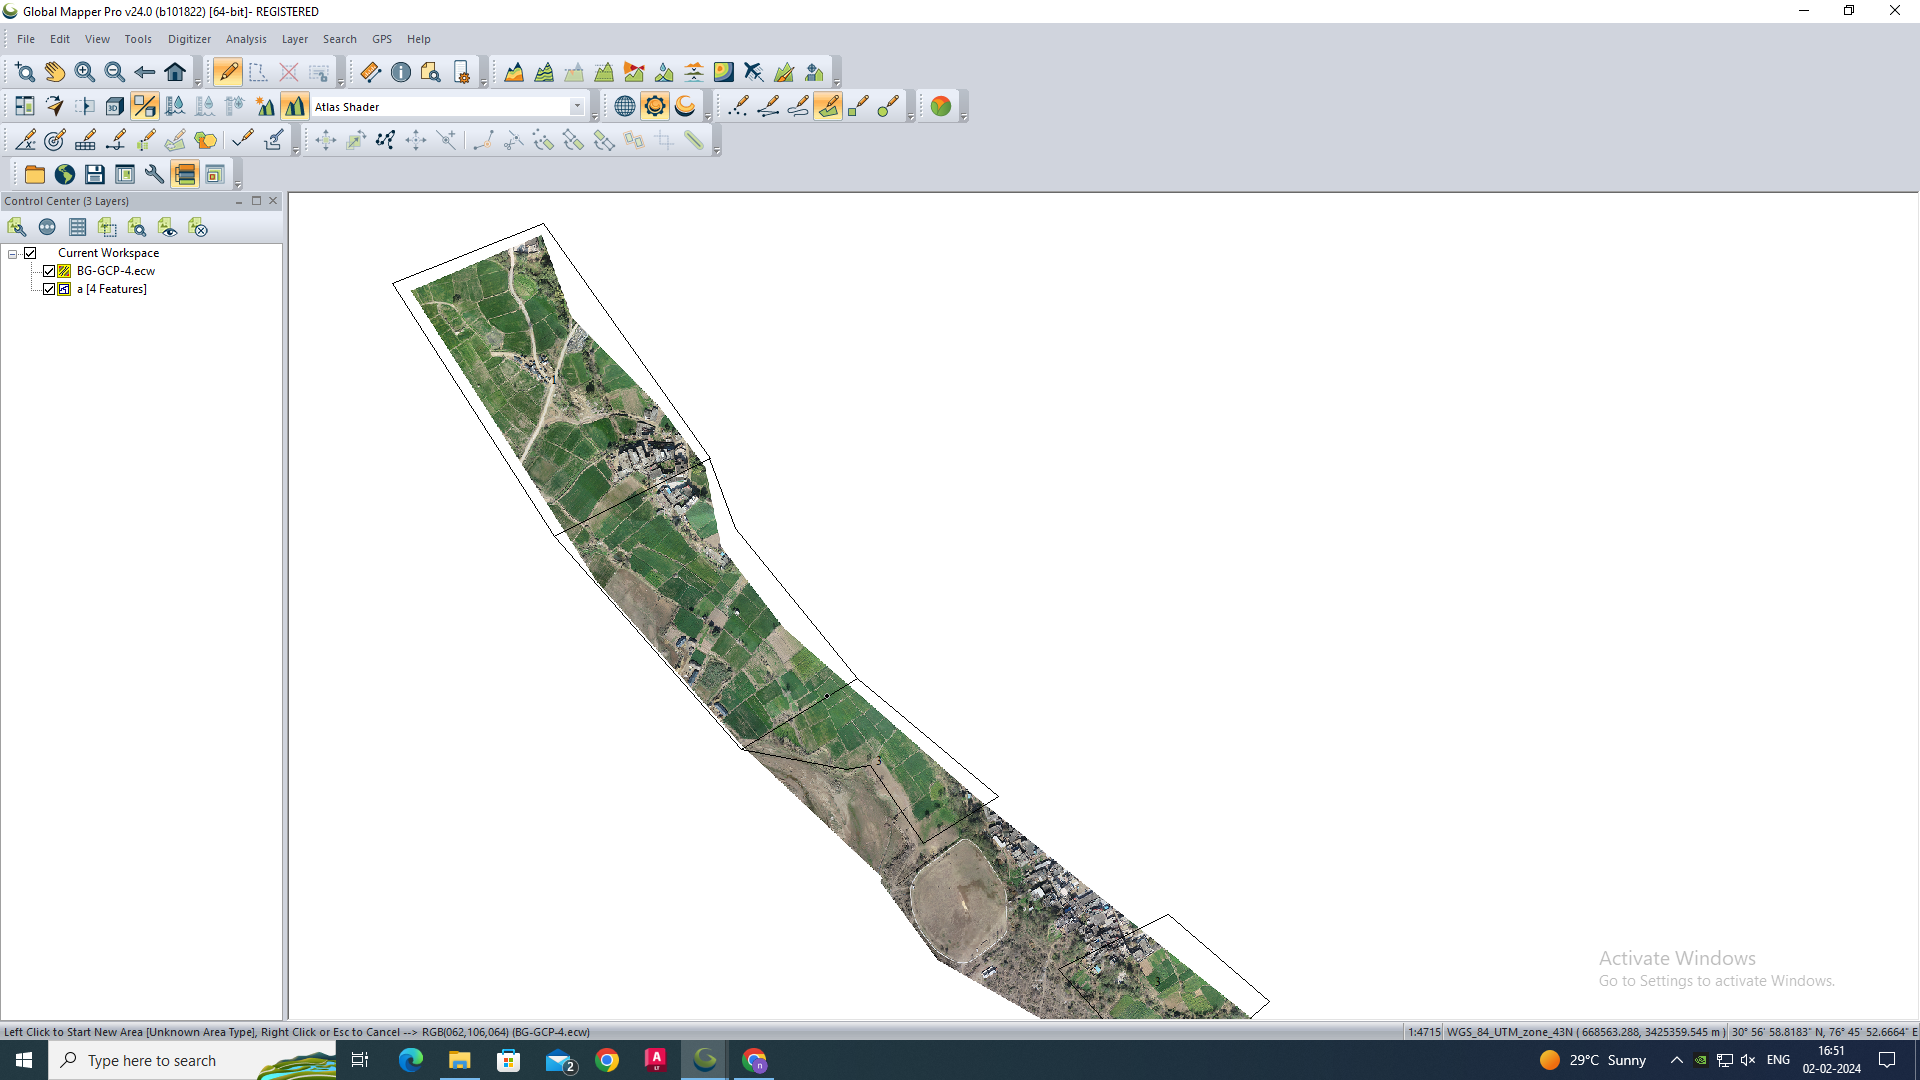 Global Mapper Pro v24.0 (b101822) [64-bit]- REGISTERED
File Edit View Tools Digitizer Analysis Layer Search GPS Help
3D Atlas Shader
Control Center (3 Layers)
Current Workspace
BG-GCP-4.ecw
a [4 Features]
1
3
3
Activate Windows
Go to Settings to activate Windows.
Left Click to Start New Area [Unknown Area Type], Right Click or Esc to Cancel --> RGB(062,106,064) (BG-GCP-4.ecw)
1:4715 WGS_84_UTM_zone_43N ( 668563.288, 3425359.545 m ) 30° 56' 58.8183" N, 76° 45' 52.6664" E
Type here to search
2
A
LT
n
29°C Sunny
ENG
16:51
02-02-2024